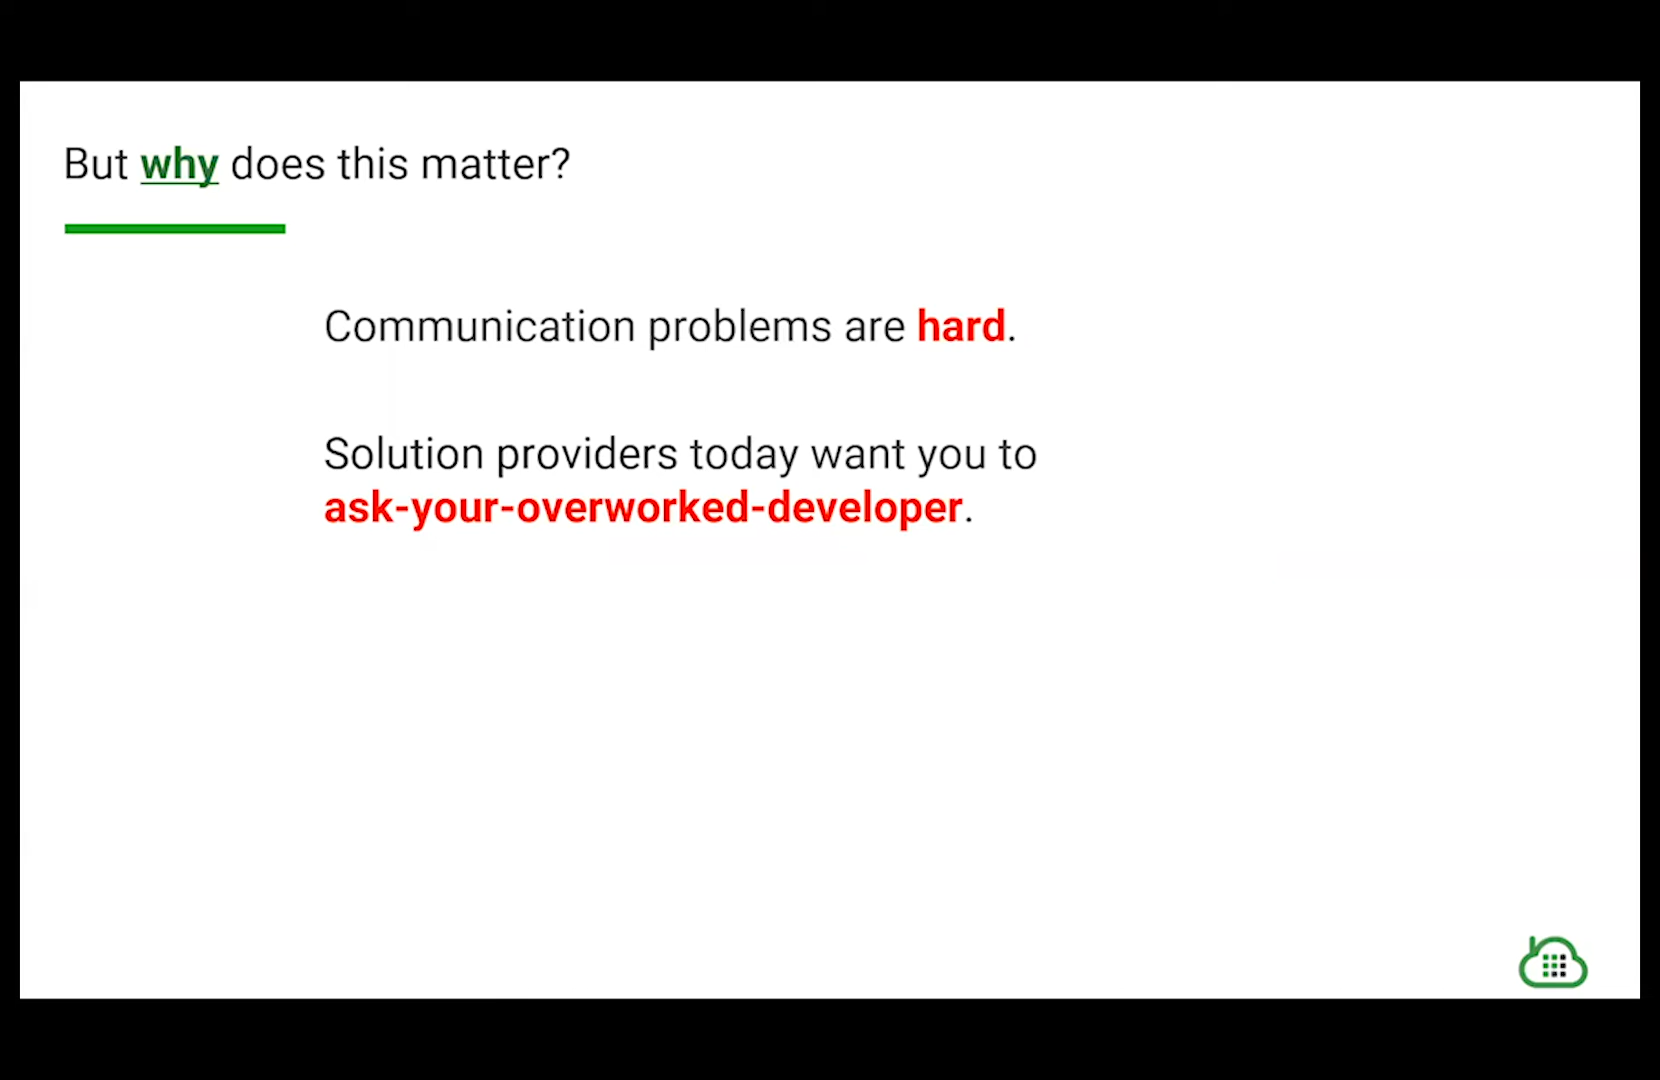 But why does this matter?
Communication problems are hard.
Solution providers today want you to
ask-your-overworked-developer.